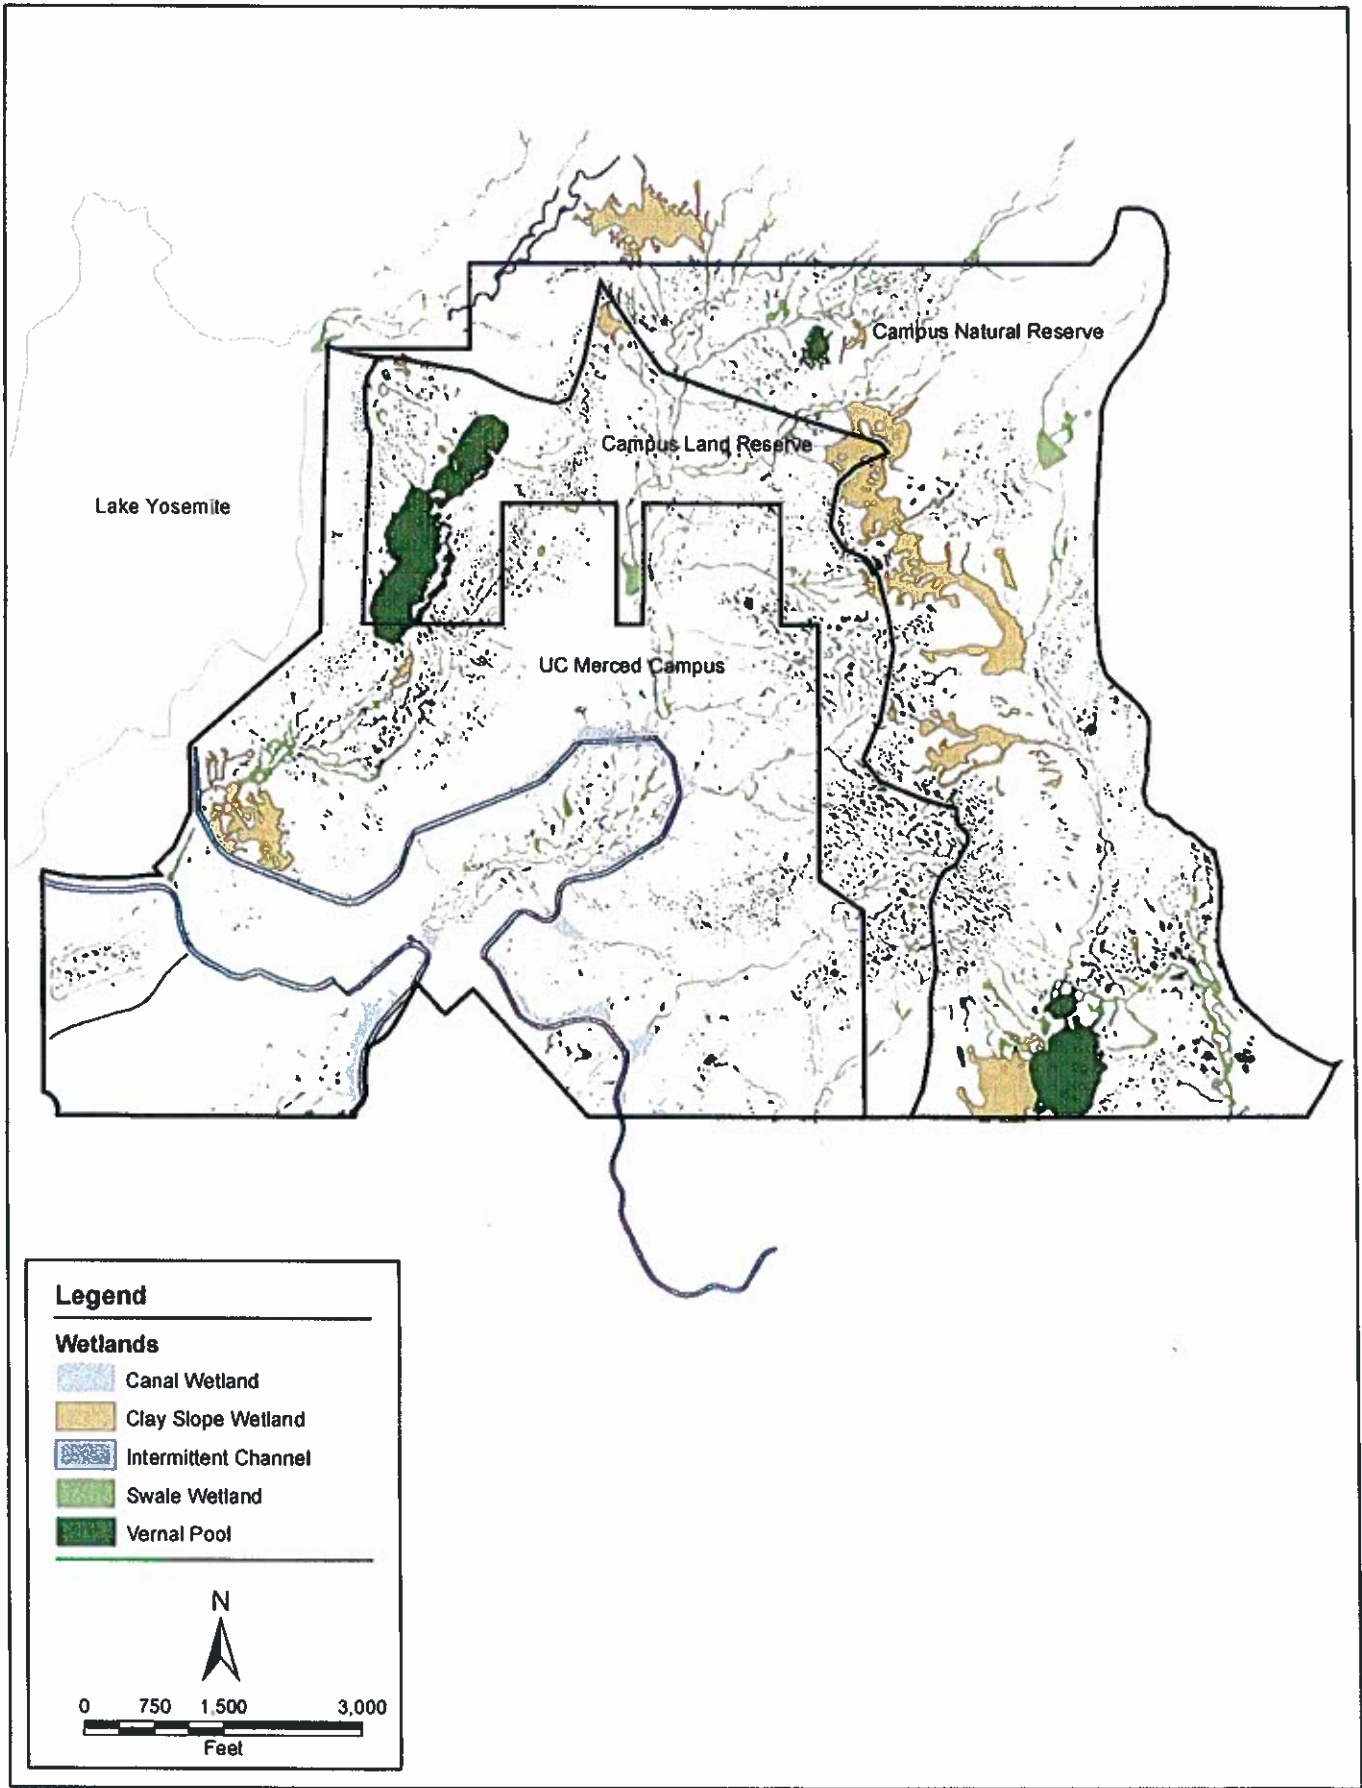 Campus Natural Reserve
Campus Land Reserve
Lake Yosemite
UC Merced Campus
Legend
Wetlands
Canal Wetland
Clay Slope Wetland
Intermittent Channel
Swale Wetland
Vernal Pool
N
0 750 1,500 3,000
Feet